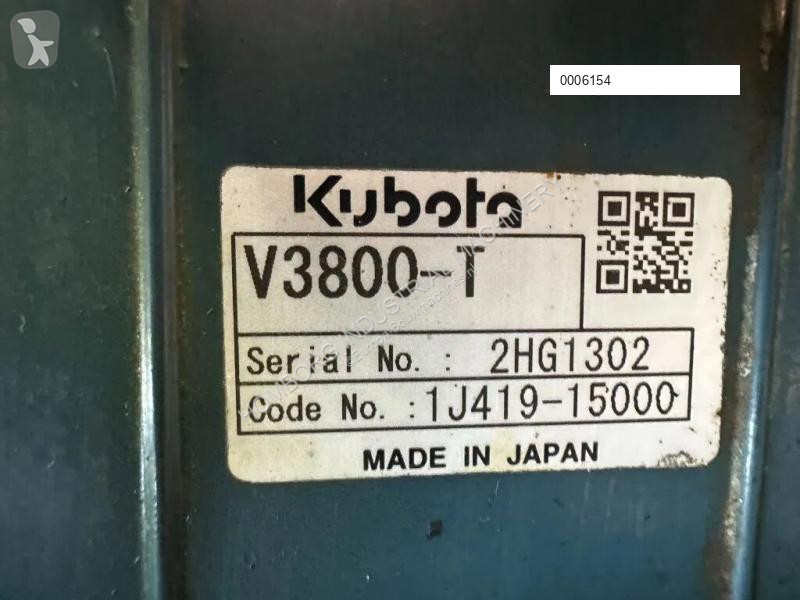 0006154
Kubota
V3800-T
Serial No. : 2HG1302
Code No. : 1J419-15000
MADE IN JAPAN